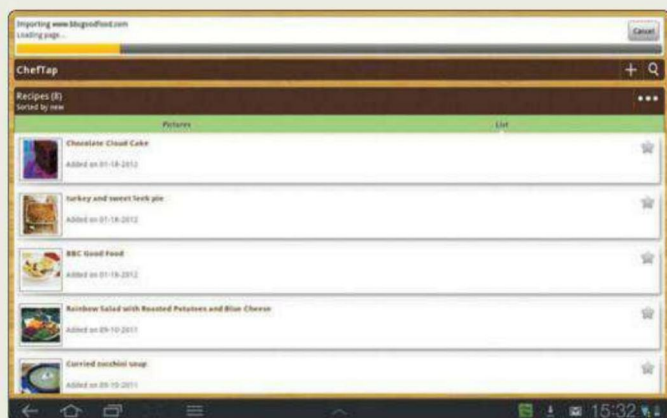 Importing www.bbcgoodfood.com
Loading page...
Cancel
ChefTap
Recipes (8)
Sorted by new
Pictures
List
Chocolate Cloud Cake
Added on 01-18-2012
turkey and sweet leek pie
Added on 01-18-2012
BBC Good Food
Added on 01-18-2012
Rainbow Salad with Roasted Potatoes and Blue Cheese
Added on 09-10-2011
Curried zucchini soup
Added on 09-10-2011
15:32